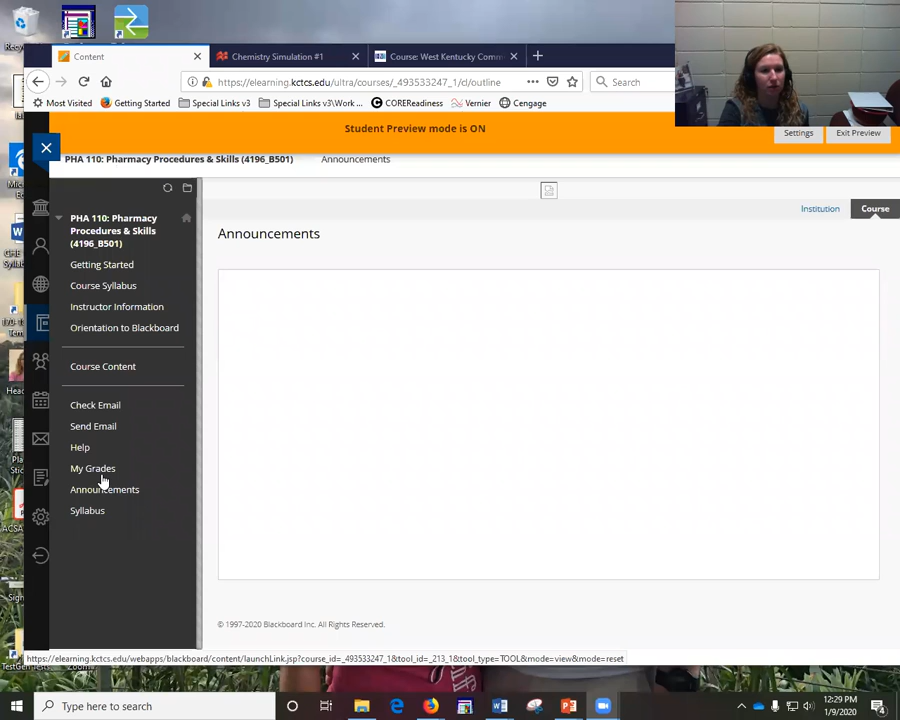 Content
Chemistry Simulation #1
Course: West Kentucky Comm
https://elearning.kctcs.edu/ultra/courses/_493533247_1/cl/outline
Search
Most Visited
Getting Started
Special Links v3
Special Links v3\Work ...
COREReadiness
Vernier
Cengage
Student Preview mode is ON
Settings
Exit Preview
PHA 110: Pharmacy Procedures & Skills (4196_B501)
Announcements
Institution
Course
PHA 110: Pharmacy
Procedures & Skills
(4196_B501)
Getting Started
Course Syllabus
Instructor Information
Orientation to Blackboard
Course Content
Check Email
Send Email
Help
My Grades
Announcements
Syllabus
Announcements
© 1997-2020 Blackboard Inc. All Rights Reserved.
https://elearning.kctcs.edu/webapps/blackboard/content/launchLink.jsp?course_id=_493533247_1&tool_id=_213_1&tool_type=TOOL&mode=view&mode=reset
Type here to search
12:29 PM
1/9/2020
4